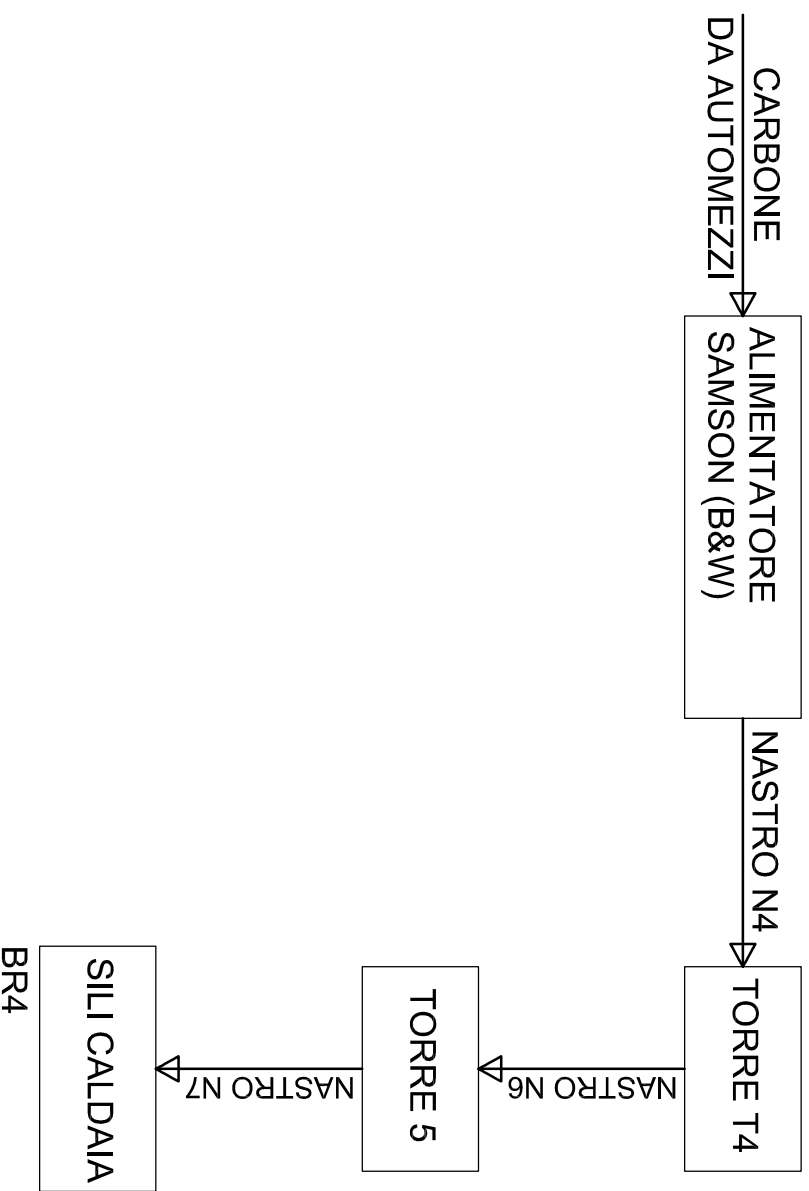 CARBONE
DA AUTOMEZZI
ALIMENTATORE
SAMSON (B&W)
NASTRO N4
TORRE T4
NASTRO N6
TORRE 5
NASTRO N7
SILI CALDAIA
BR4